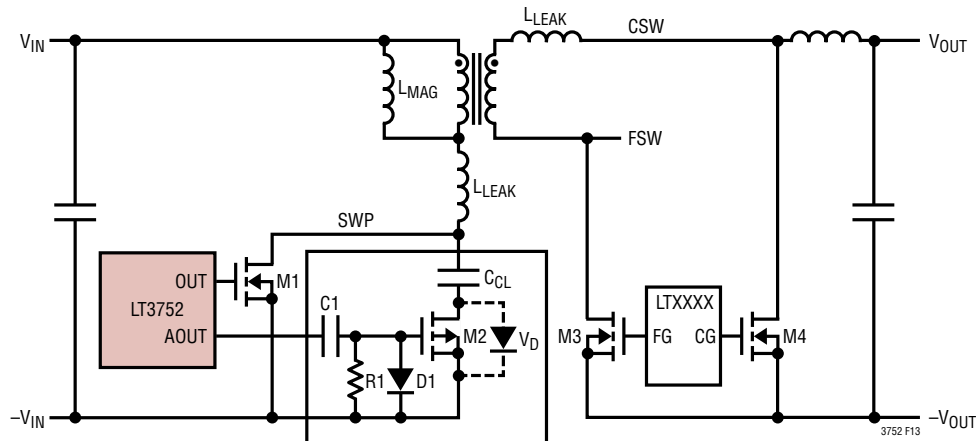 L_LEAK
CSW
V_IN
V_OUT
L_MAG
FSW
L_LEAK
SWP
C_CL
OUT
M1
LT3752
LTXXXX
C1
AOUT
M2
V_D
M3
FG
CG
M4
R1
D1
–V_IN
–V_OUT
3752 F13